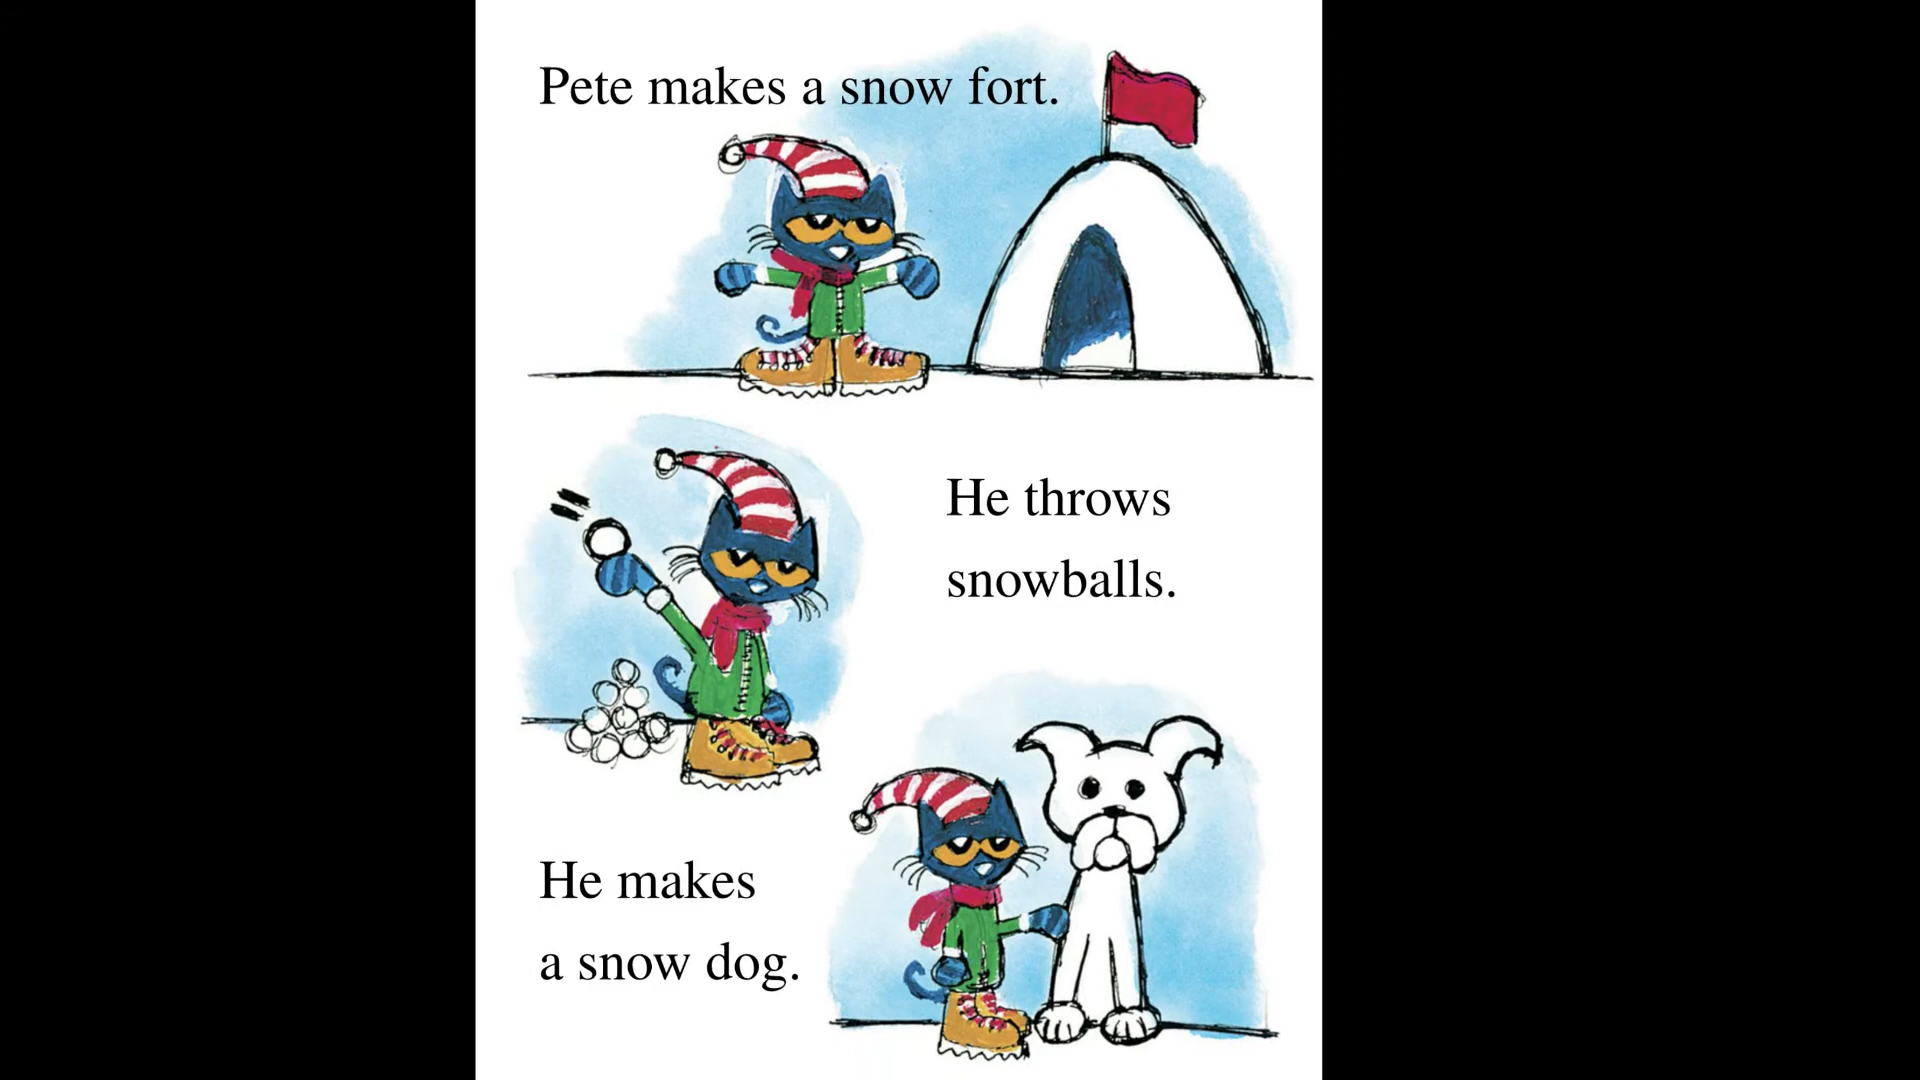 Pete makes a snow fort.
He throws
snowballs.
He makes
a snow dog.